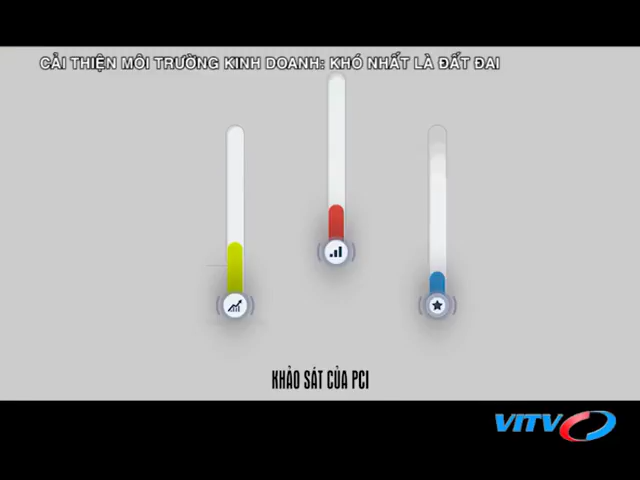 CẢI THIỆN MÔI TRƯỜNG KINH DOANH: KHÓ NHẤT LÀ ĐẤT ĐAI
KHẢO SÁT CỦA PCI
VITV